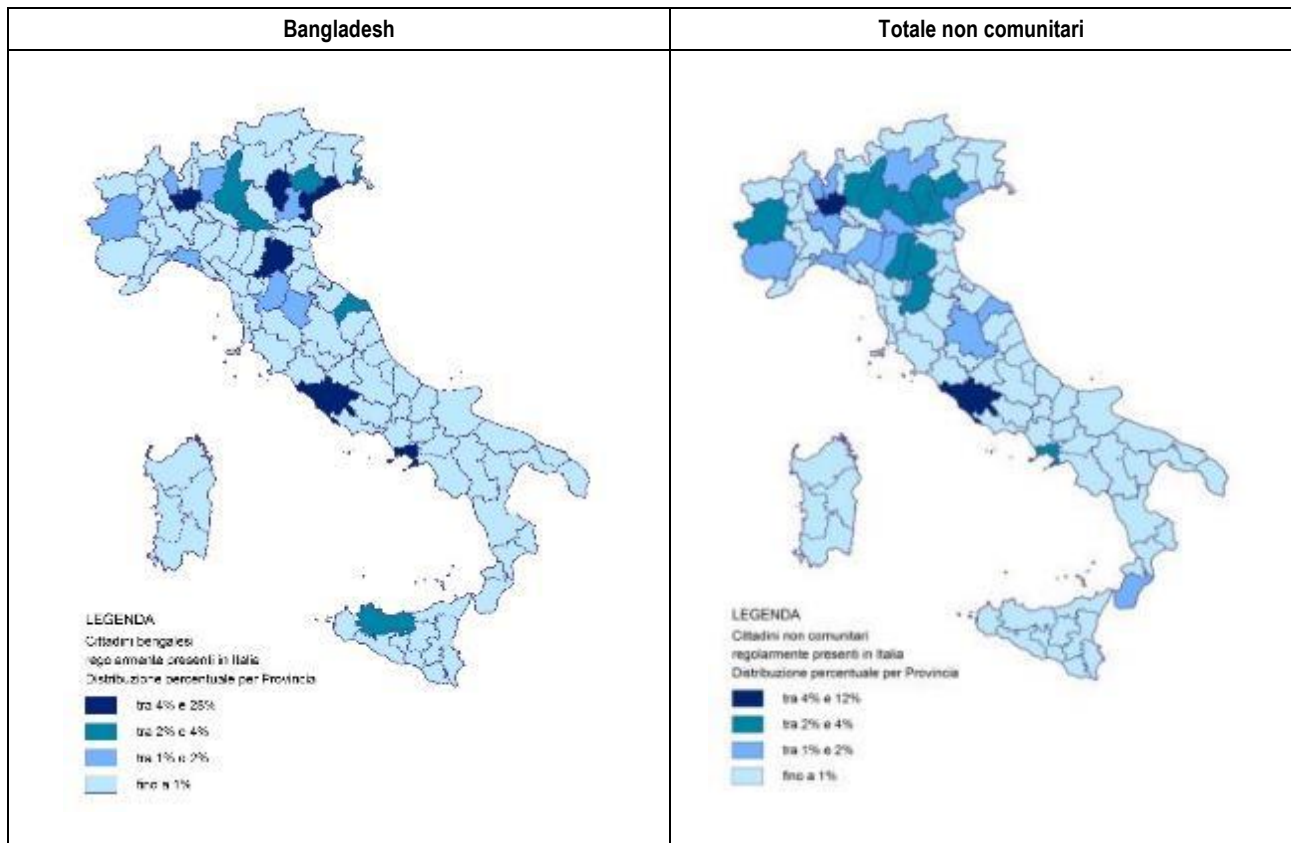 Bangladesh
Totale non comunitari
LEGENDA
Cittadini bengalesi
regolarmente presenti in Italia
Distribuzione percentuale per Provincia
tra 4% e 28%
tra 2% e 4%
tra 1% e 2%
fino a 1%
LEGENDA
Cittadini non comunitari
regolarmente presenti in Italia
Distribuzione percentuale per Provincia
tra 4% e 12%
tra 2% e 4%
tra 1% e 2%
fino a 1%